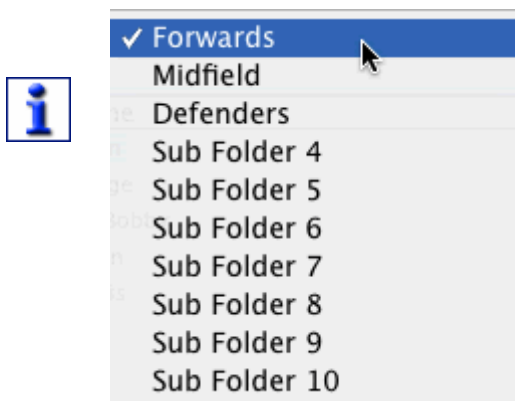 Forwards
Midfield
Defenders
Sub Folder 4
Sub Folder 5
Sub Folder 6
Sub Folder 7
Sub Folder 8
Sub Folder 9
Sub Folder 10